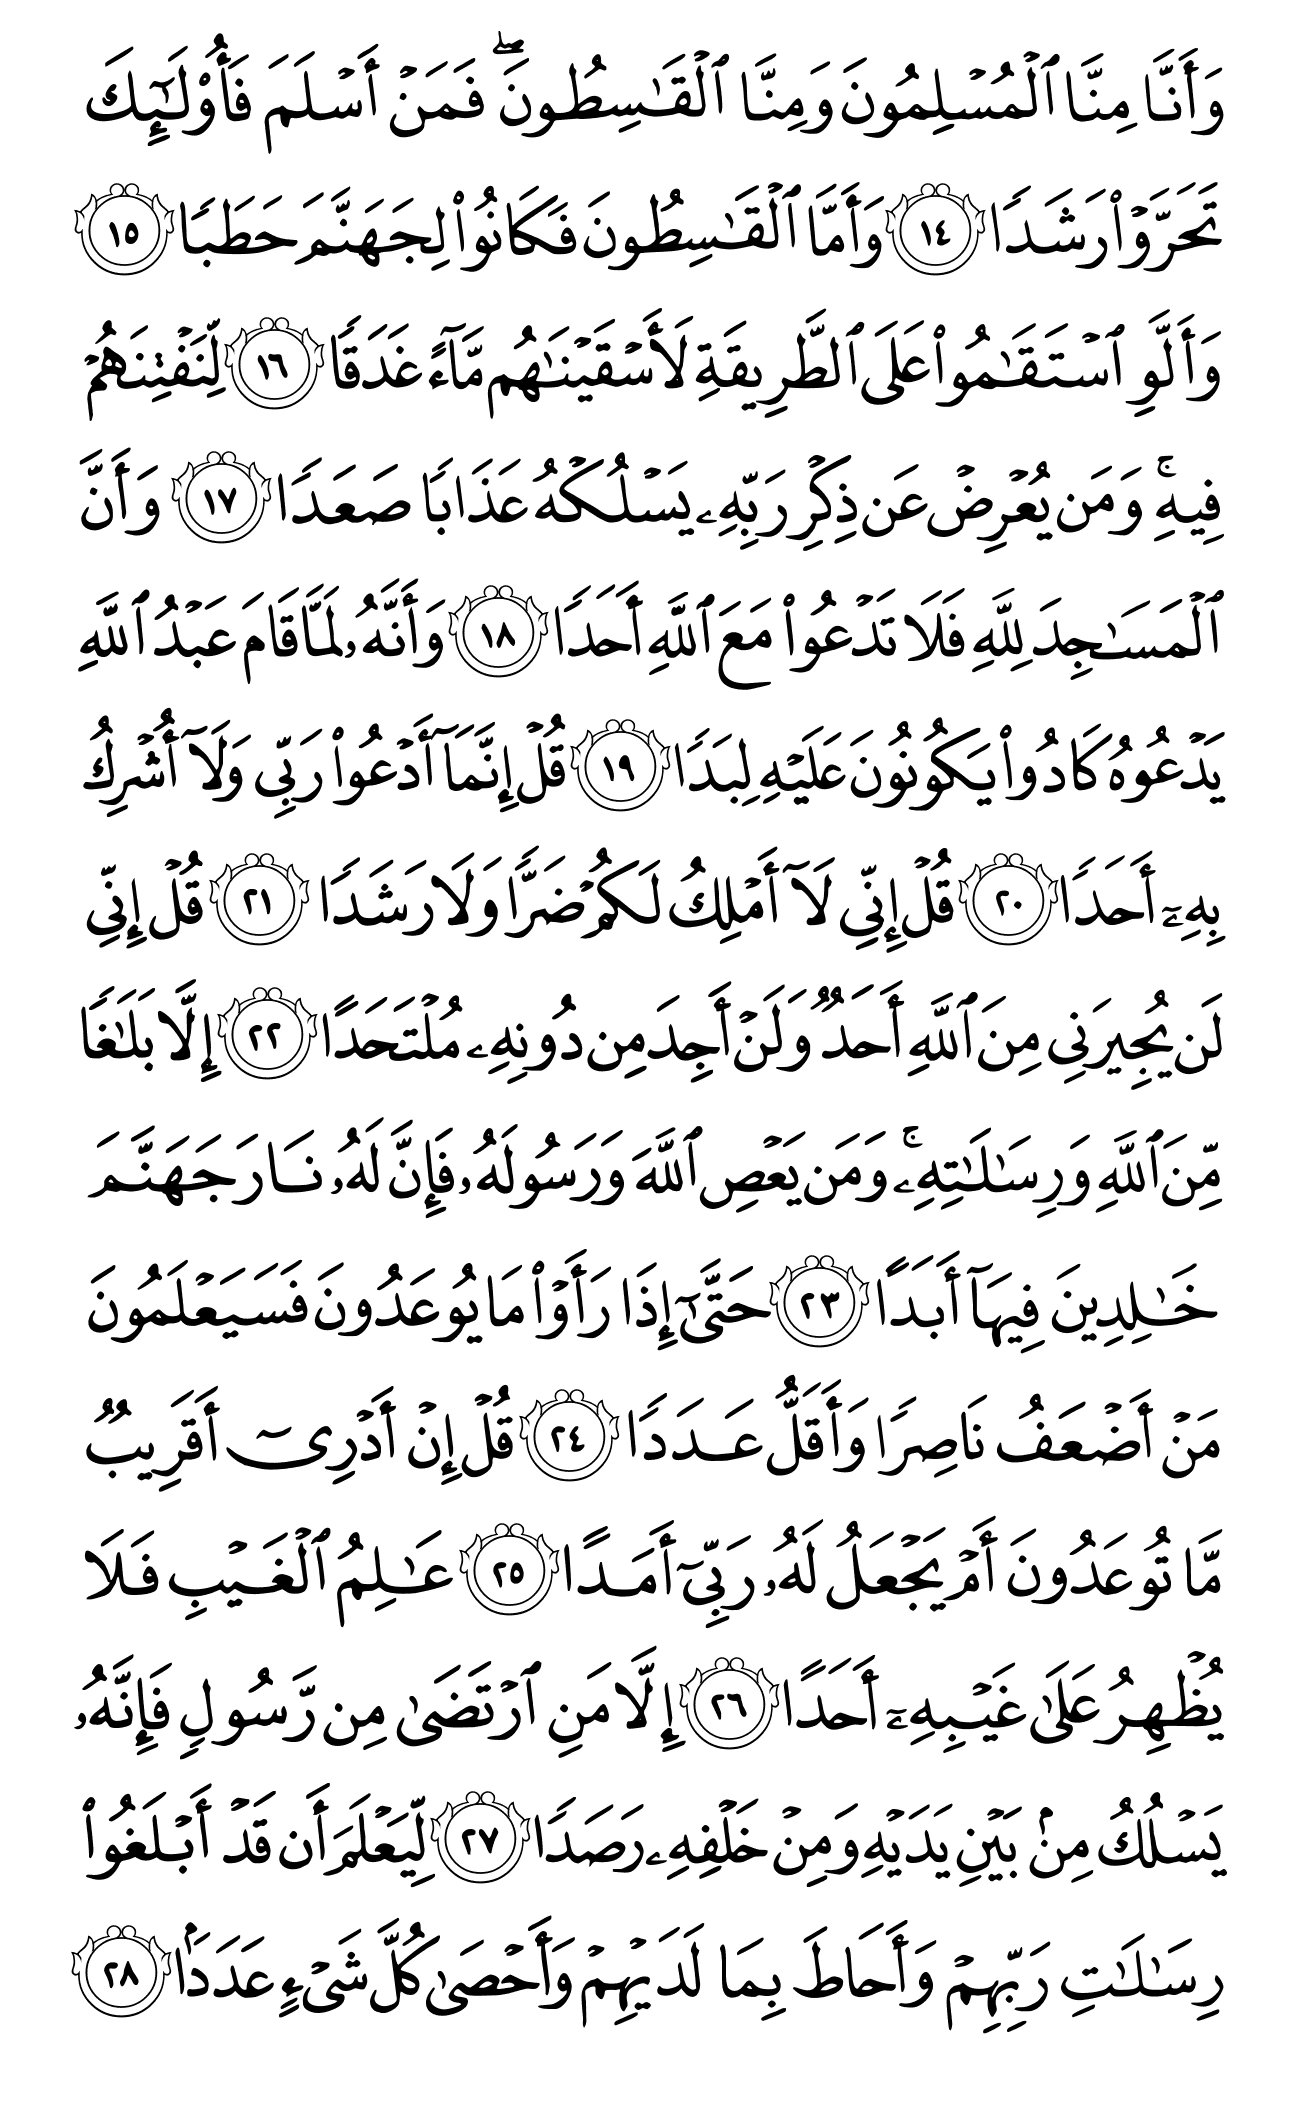 وَأَنَّا مِنَّا ٱلْمُسْلِمُونَ وَمِنَّا ٱلْقَٰسِطُونَ ۖ فَمَنْ أَسْلَمَ فَأُو۟لَٰٓئِكَ
تَحَرَّوْا۟ رَشَدًا ١٤ وَأَمَّا ٱلْقَٰسِطُونَ فَكَانُوا۟ لِجَهَنَّمَ حَطَبًا ١٥
وَأَلَّوِ ٱسْتَقَٰمُوا۟ عَلَى ٱلطَّرِيقَةِ لَأَسْقَيْنَٰهُم مَّآءً غَدَقًا ١٦ لِّنَفْتِنَهُمْ
فِيهِ ۚ وَمَن يُعْرِضْ عَن ذِكْرِ رَبِّهِۦ يَسْلُكْهُ عَذَابًا صَعَدًا ١٧ وَأَنَّ
ٱلْمَسَٰجِدَ لِلَّهِ فَلَا تَدْعُوا۟ مَعَ ٱللَّهِ أَحَدًا ١٨ وَأَنَّهُۥ لَمَّا قَامَ عَبْدُ ٱللَّهِ
يَدْعُوهُ كَادُوا۟ يَكُونُونَ عَلَيْهِ لِبَدًا ١٩ قُلْ إِنَّمَآ أَدْعُوا۟ رَبِّى وَلَآ أُشْرِكُ
بِهِۦٓ أَحَدًا ٢٠ قُلْ إِنِّى لَآ أَمْلِكُ لَكُمْ ضَرًّا وَلَا رَشَدًا ٢١ قُلْ إِنِّى
لَن يُجِيرَنِى مِنَ ٱللَّهِ أَحَدٌ وَلَنْ أَجِدَ مِن دُونِهِۦ مُلْتَحَدًا ٢٢ إِلَّا بَلَٰغًا
مِّنَ ٱللَّهِ وَرِسَٰلَٰتِهِۦ ۚ وَمَن يَعْصِ ٱللَّهَ وَرَسُولَهُۥ فَإِنَّ لَهُۥ نَارَ جَهَنَّمَ
خَٰلِدِينَ فِيهَآ أَبَدًا ٢٣ حَتَّىٰٓ إِذَا رَأَوْا۟ مَا يُوعَدُونَ فَسَيَعْلَمُونَ
مَنْ أَضْعَفُ نَاصِرًا وَأَقَلُّ عَدَدًا ٢٤ قُلْ إِنْ أَدْرِىٓ أَقَرِيبٌ
مَّا تُوعَدُونَ أَمْ يَجْعَلُ لَهُۥ رَبِّىٓ أَمَدًا ٢٥ عَٰلِمُ ٱلْغَيْبِ فَلَا
يُظْهِرُ عَلَىٰ غَيْبِهِۦٓ أَحَدًا ٢٦ إِلَّا مَنِ ٱرْتَضَىٰ مِن رَّسُولٍ فَإِنَّهُۥ
يَسْلُكُ مِنۢ بَيْنِ يَدَيْهِ وَمِنْ خَلْفِهِۦ رَصَدًا ٢٧ لِّيَعْلَمَ أَن قَدْ أَبْلَغُوا۟
رِسَٰلَٰتِ رَبِّهِمْ وَأَحَاطَ بِمَا لَدَيْهِمْ وَأَحْصَىٰ كُلَّ شَىْءٍ عَدَدًۢا ٢٨